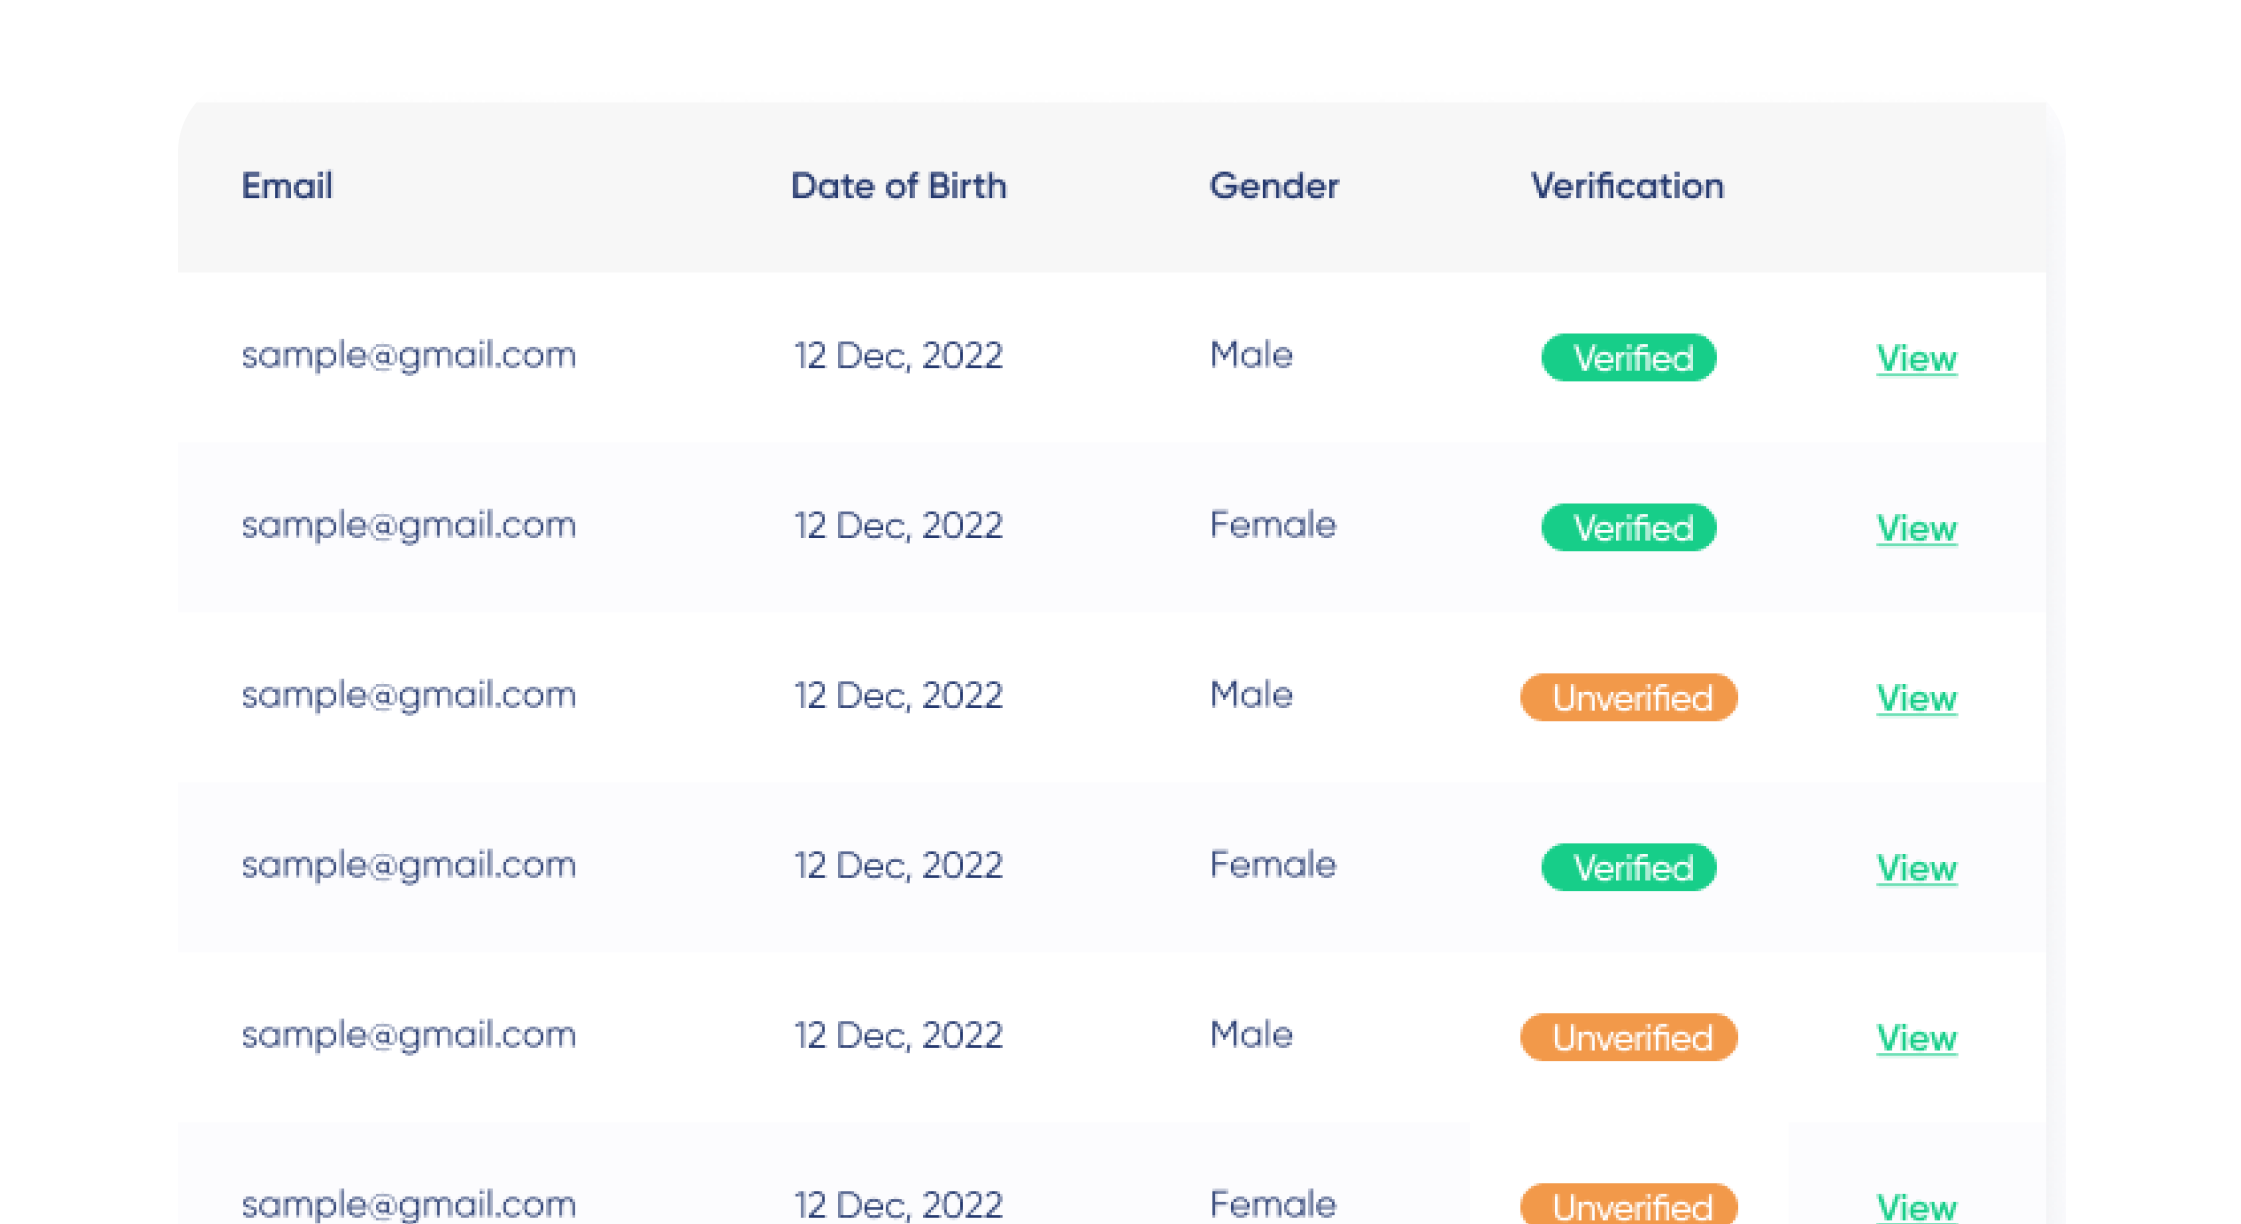 Email Date of Birth Gender Verification
sample@gmail.com 12 Dec, 2022 Male Verified View
sample@gmail.com 12 Dec, 2022 Female Verified View
sample@gmail.com 12 Dec, 2022 Male Unverified View
sample@gmail.com 12 Dec, 2022 Female Verified View
sample@gmail.com 12 Dec, 2022 Male Unverified View
sample@gmail.com 12 Dec, 2022 Female Unverified View